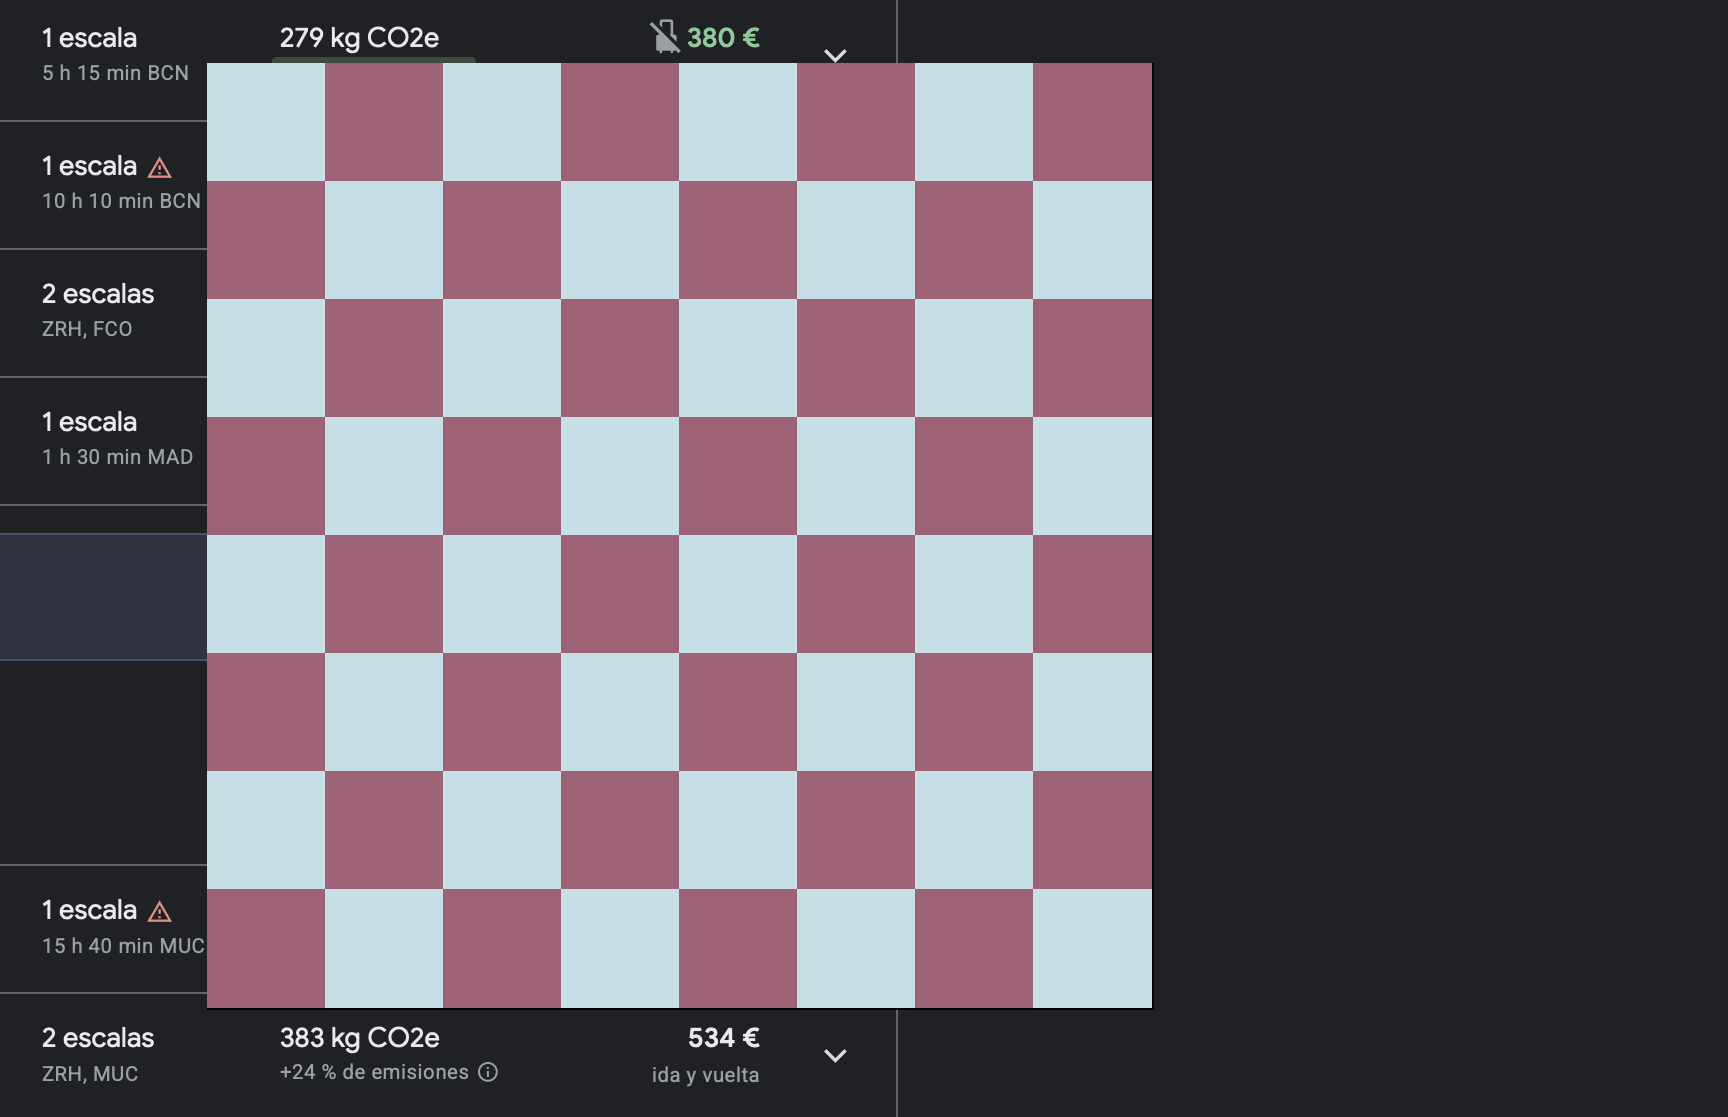 1 escala 279 kg CO2e 380 €
5 h 15 min BCN
1 escala
10 h 10 min BCN
2 escalas
ZRH, FCO
1 escala
1 h 30 min MAD
1 escala
15 h 40 min MUC
2 escalas 383 kg CO2e 534 €
ZRH, MUC +24 % de emisiones ida y vuelta